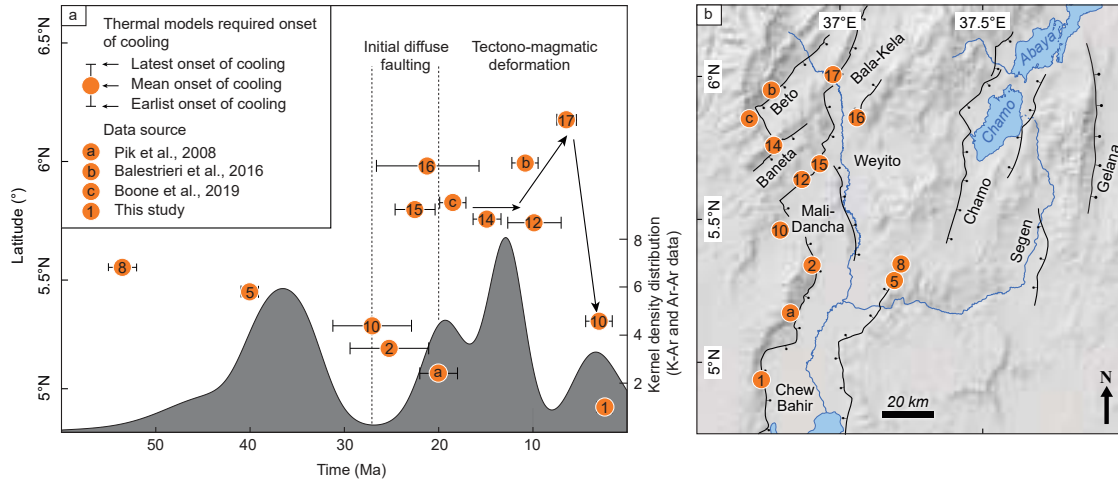 a
Thermal models required onset
of cooling
Latest onset of cooling
Mean onset of cooling
Earlist onset of cooling
Data source
a Pik et al., 2008
b Balestrieri et al., 2016
c Boone et al., 2019
1 This study
Initial diffuse
faulting
Tectono-magmatic
deformation
6.5°N
6°N
5.5°N
5°N
Latitude (°)
17
16
b
15
c
14
12
8
5
10
2
a
10
1
8
6
4
2
Kernel density distribution
(K-Ar and Ar-Ar data)
50
40
30
20
10
Time (Ma)
b
37°E
37.5°E
6°N
5.5°N
5°N
Abaya
Bala-Kela
17
b
Beto
c
16
Chamo
14
Baneta
15
Weyito
12
Gelana
Chamo
Mali-
Dancha
10
Segen
2
8
5
a
1
Chew
Bahir
20 km
N